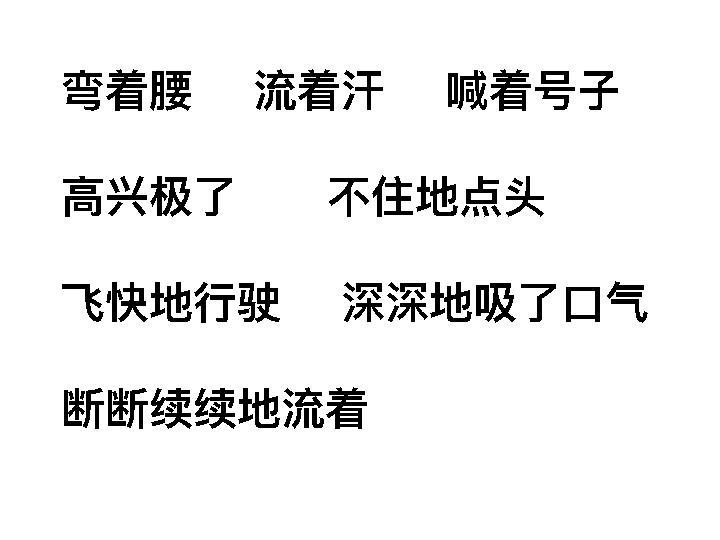 弯着腰 流着汗 喊着号子
高兴极了 不住地点头
飞快地行驶 深深地吸了口气
断断续续地流着